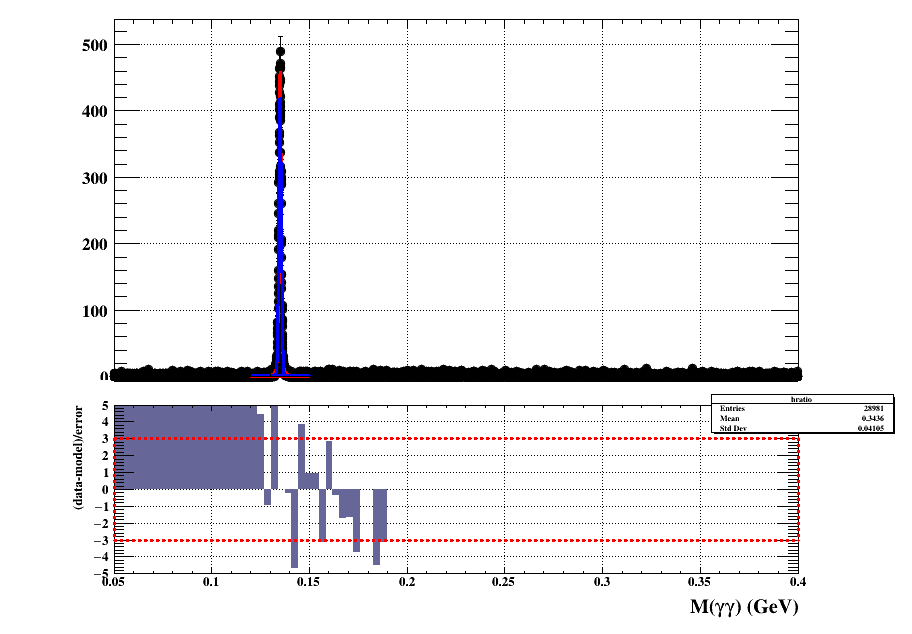 500
400
300
200
100
0
hratio
Entries 28981
Mean 0.3436
Std Dev 0.04105
(data-model)/error
5
4
3
2
1
0
−1
−2
−3
−4
−5
0.05 0.1 0.15 0.2 0.25 0.3 0.35 0.4
M(γγ) (GeV)